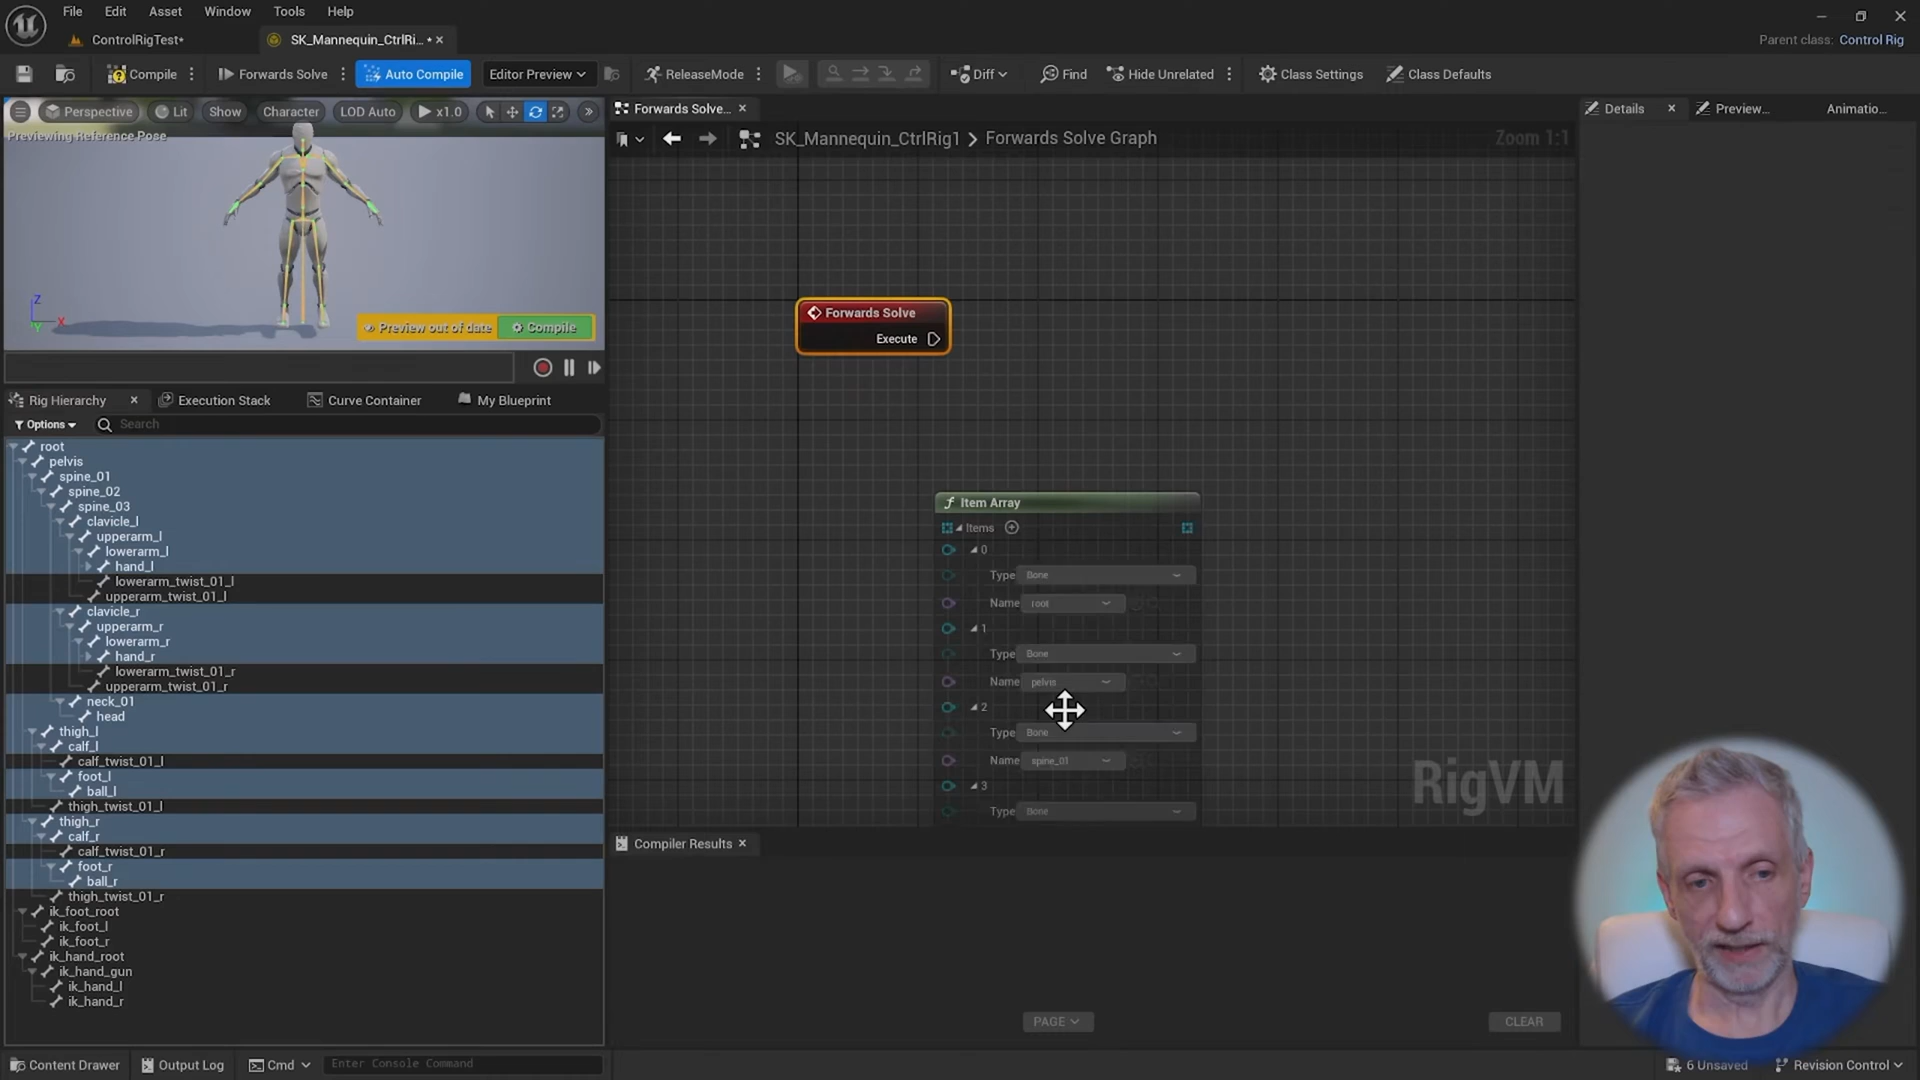 File Edit Asset Window Tools Help
ControlRigTest*
SK_Mannequin_CtrlRi... •
Parent class: Control Rig
Compile
Forwards Solve
Auto Compile
Editor Preview
ReleaseMode
Diff
Find
Hide Unrelated
Class Settings
Class Defaults
Perspective
Lit
Show
Character
LOD Auto
x1.0
Forwards Solve...
Details
Preview...
Animatio...
Previewing Reference Pose
SK_Mannequin_CtrlRig1 > Forwards Solve Graph
Zoom 1:1
Z
X
Y
Preview out of date
Compile
Forwards Solve
Execute
Rig Hierarchy
Execution Stack
Curve Container
My Blueprint
Options
Search
root
pelvis
spine_01
spine_02
spine_03
clavicle_l
upperarm_l
lowerarm_l
hand_l
lowerarm_twist_01_l
upperarm_twist_01_l
clavicle_r
upperarm_r
lowerarm_r
hand_r
lowerarm_twist_01_r
upperarm_twist_01_r
neck_01
head
thigh_l
calf_l
calf_twist_01_l
foot_l
ball_l
thigh_twist_01_l
thigh_r
calf_r
calf_twist_01_r
foot_r
ball_r
thigh_twist_01_r
ik_foot_root
ik_foot_l
ik_foot_r
ik_hand_root
ik_hand_gun
ik_hand_l
ik_hand_r
Item Array
Items
0
Type Bone
Name root
1
Type Bone
Name pelvis
2
Type Bone
Name spine_01
3
Type Bone
RigVM
Compiler Results
PAGE
CLEAR
Content Drawer
Output Log
Cmd
Enter Console Command
6 Unsaved
Revision Control